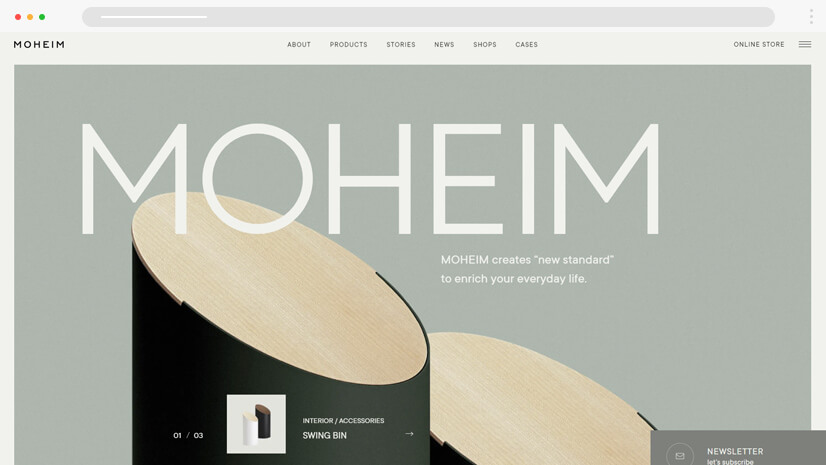 MOHEIM
ABOUT PRODUCTS STORIES NEWS SHOPS CASES
ONLINE STORE
MOHEIM
MOHEIM creates “new standard”
to enrich your everyday life.
01 / 03
INTERIOR / ACCESSORIES
SWING BIN
NEWSLETTER
let's subscribe